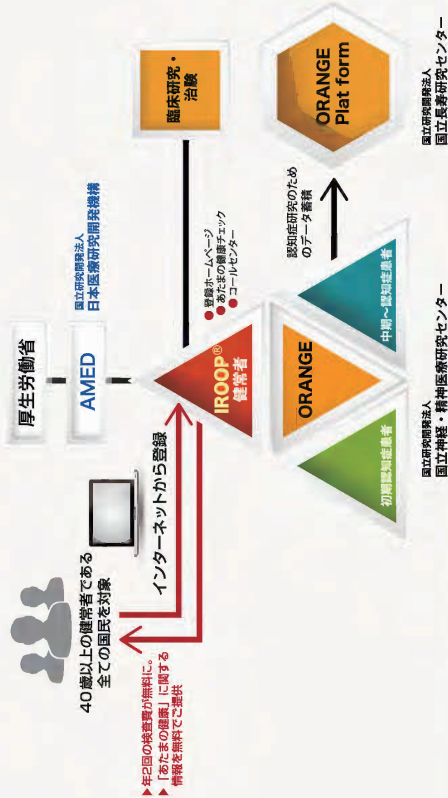 厚生労働省
AMED
国立研究開発法人
日本医療研究開発機構
40歳以上の健常者である
全ての国民を対象
インターネットから登録
▶年2回の検査費が無料に。
▶「あたまの健康」に関する
情報を無料でご提供
IROOP®
健常者
●登録ホームページ
●あたまの健康チェック
●コールセンター
臨床研究・
治験
ORANGE
初期認知症患者
中期～認知症患者
認知症研究のため
のデータ蓄積
ORANGE
Plat form
国立研究開発法人
国立神経・精神医療研究センター
国立研究開発法人
国立長寿研究センター